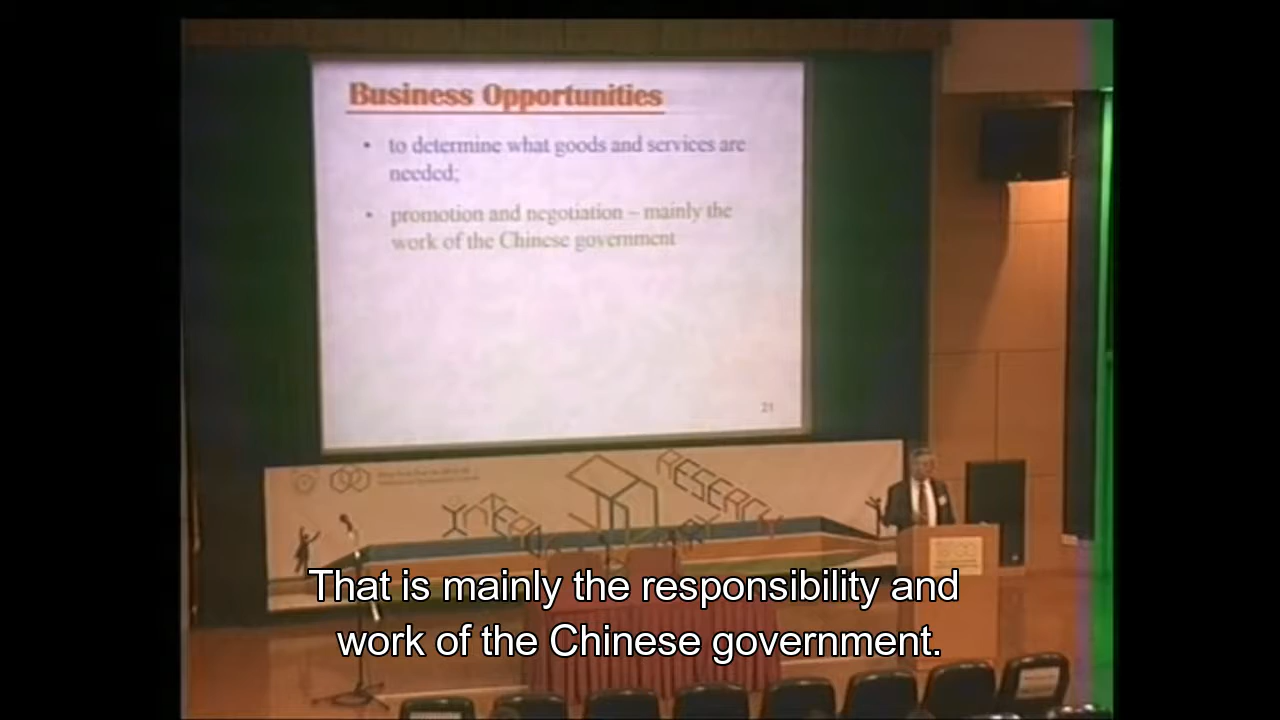 Business Opportunities
• to determine what goods and services are
needed;
• promotion and negotiation – mainly the
work of the Chinese government
21
RESERCH
That is mainly the responsibility and
work of the Chinese government.